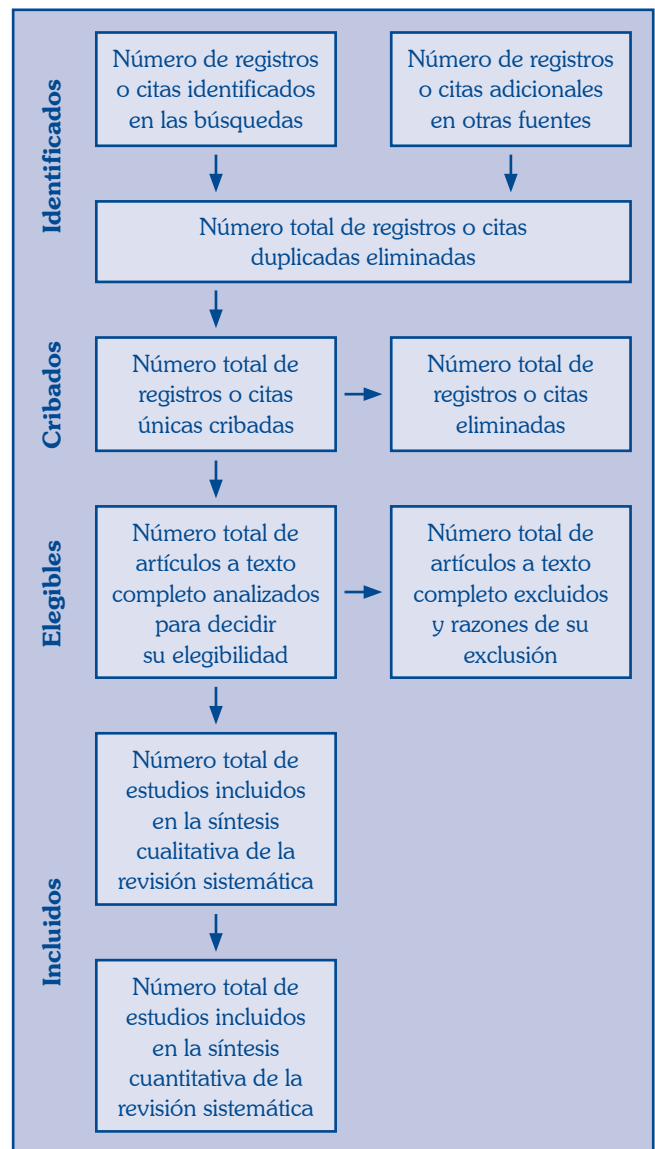 Identificados
Número de registros
o citas identificados
en las búsquedas
Número de registros
o citas adicionales
en otras fuentes
Número total de registros o citas
duplicadas eliminadas
Cribados
Número total de
registros o citas
únicas cribadas
Número total de
registros o citas
eliminadas
Elegibles
Número total de
artículos a texto
completo analizados
para decidir
su elegibilidad
Número total de
artículos a texto
completo excluidos
y razones de su
exclusión
Incluidos
Número total de
estudios incluidos
en la síntesis
cualitativa de la
revisión sistemática
Número total de
estudios incluidos
en la síntesis
cuantitativa de la
revisión sistemática